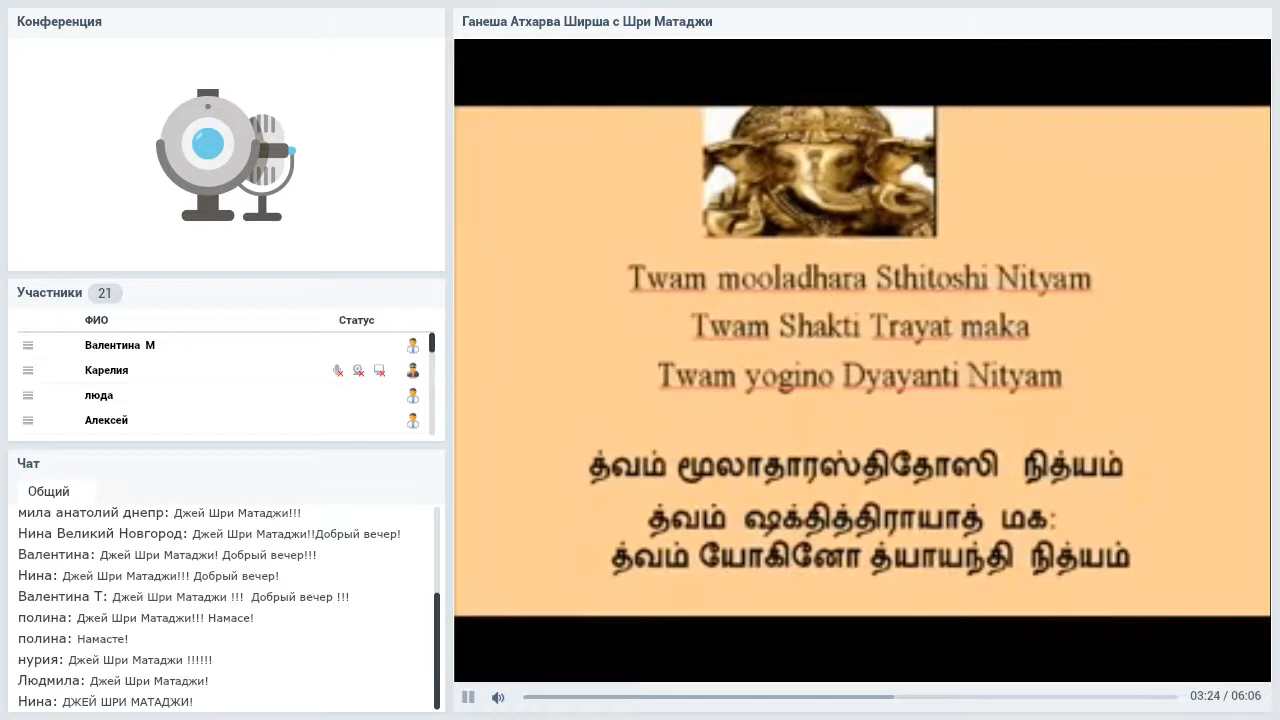 Конференция
Участники 21
ФИО Статус
Валентина М
Карелия
люда
Алексей
Чат
Общий
мила анатолий днепр: Джей Шри Матаджи!!!
Нина Великий Новгород: Джей Шри Матаджи!!Добрый вечер!
Валентина: Джей Шри Матаджи! Добрый вечер!!!
Нина: Джей Шри Матаджи!!! Добрый вечер!
Валентина Т: Джей Шри Матаджи !!! Добрый вечер !!!
полина: Джей Шри Матаджи!!! Намасе!
полина: Намасте!
нурия: Джей Шри Матаджи !!!!!!
Людмила: Джей Шри Матаджи!
Нина: ДЖЕЙ ШРИ МАТАДЖИ!
Ганеша Атхарва Ширша с Шри Матаджи
Twam mooladhara Sthitoshi Nityam
Twam Shakti Trayat maka
Twam yogino Dyayanti Nityam
த்வம் மூலாதாரஸ்திதோஸி நித்யம்
த்வம் ஷக்தித்திராயாத் மக:
த்வம் யோகினோ த்யாயந்தி நித்யம்
03:24 / 06:06